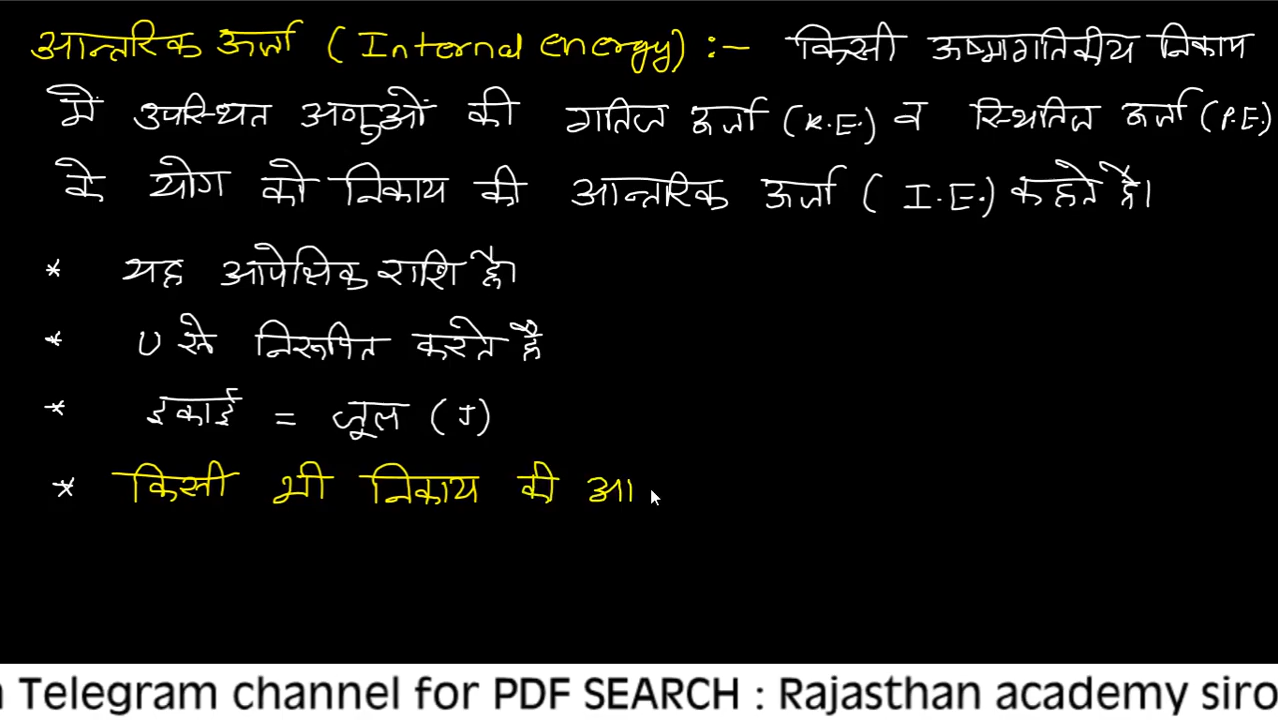 आन्तरिक ऊर्जा ( Internal energy) :- किसी ऊष्मागतिकीय निकाय
में उपस्थित अणुओं की गतिज ऊर्जा (K.E.) व स्थितिज ऊर्जा (P.E.)
के योग को निकाय की आन्तरिक ऊर्जा ( I.E.) कहते है।
* यह आपेक्षिक राशि है।
* U से निरूपित करते है
* इकाई = जूल (J)
* किसी भी निकाय की आ
n Telegram channel for PDF SEARCH : Rajasthan academy siro